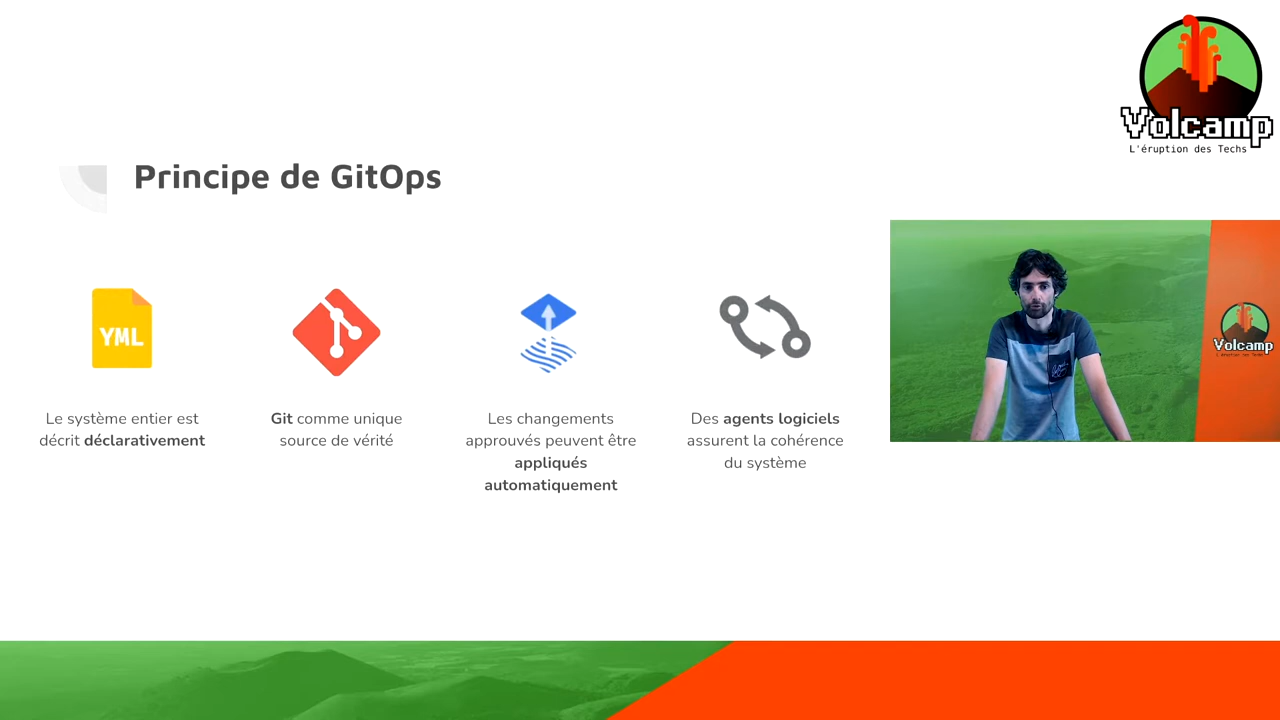 Volcamp
L'éruption des Techs
Principe de GitOps
YML
Le système entier est
décrit déclarativement
Git comme unique
source de vérité
Les changements
approuvés peuvent être
appliqués
automatiquement
Des agents logiciels
assurent la cohérence
du système
Volcamp